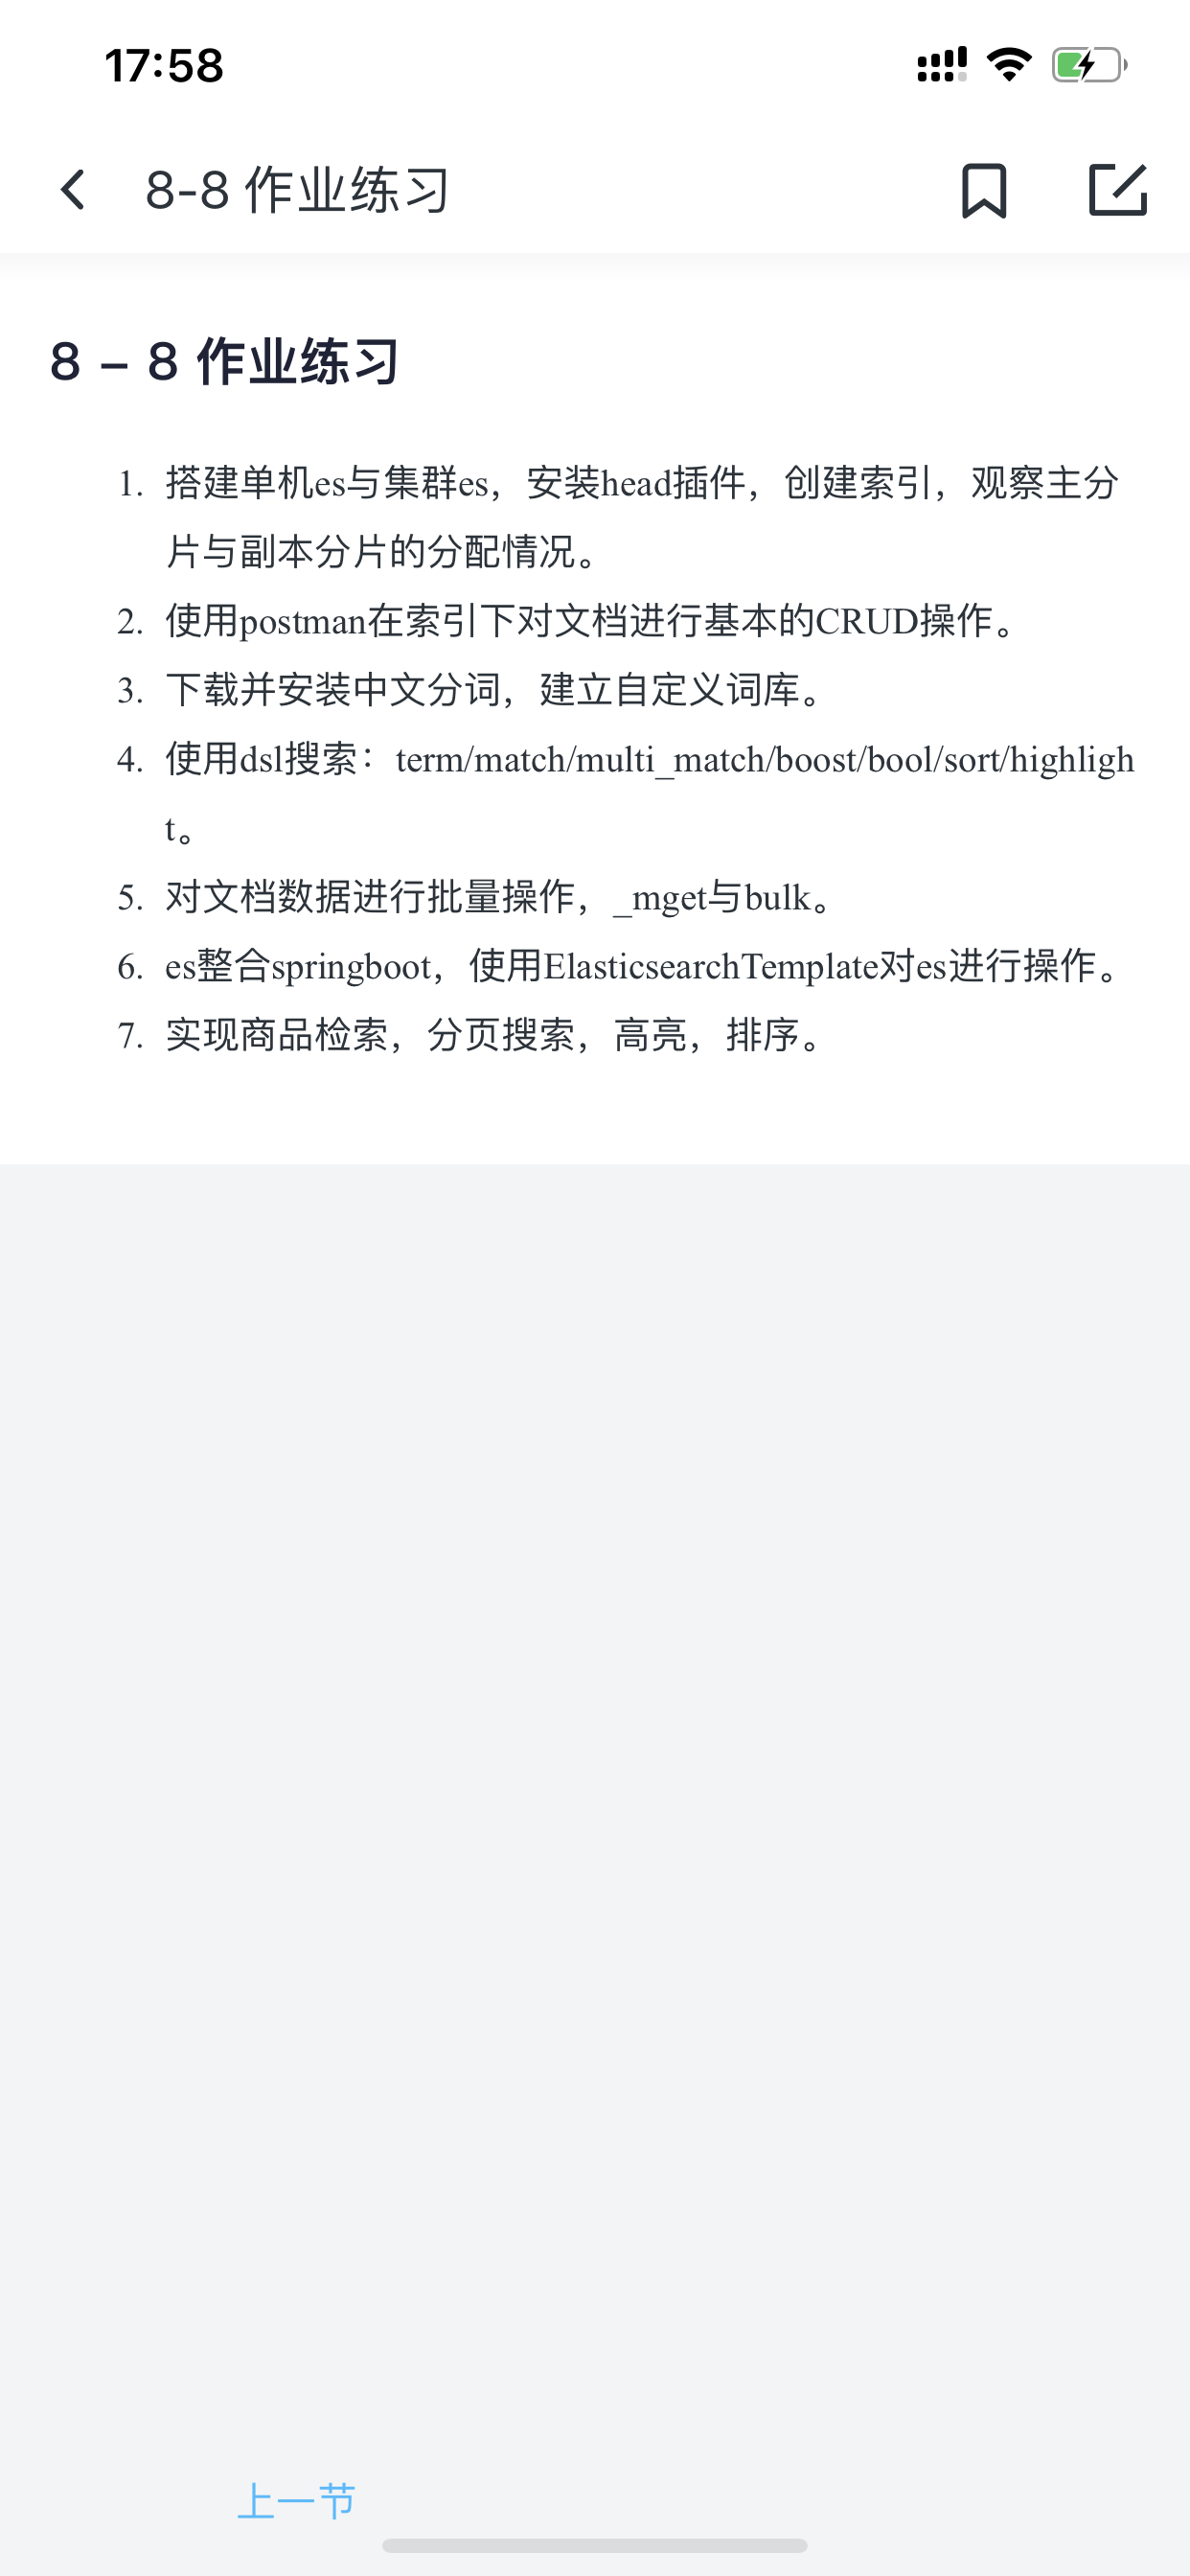 17:58
8-8 作业练习
8 – 8 作业练习
1. 搭建单机es与集群es，安装head插件，创建索引，观察主分
片与副本分片的分配情况。
2. 使用postman在索引下对文档进行基本的CRUD操作。
3. 下载并安装中文分词，建立自定义词库。
4. 使用dsl搜索：term/match/multi_match/boost/bool/sort/highligh
t。
5. 对文档数据进行批量操作，_mget与bulk。
6. es整合springboot，使用ElasticsearchTemplate对es进行操作。
7. 实现商品检索，分页搜索，高亮，排序。
上一节